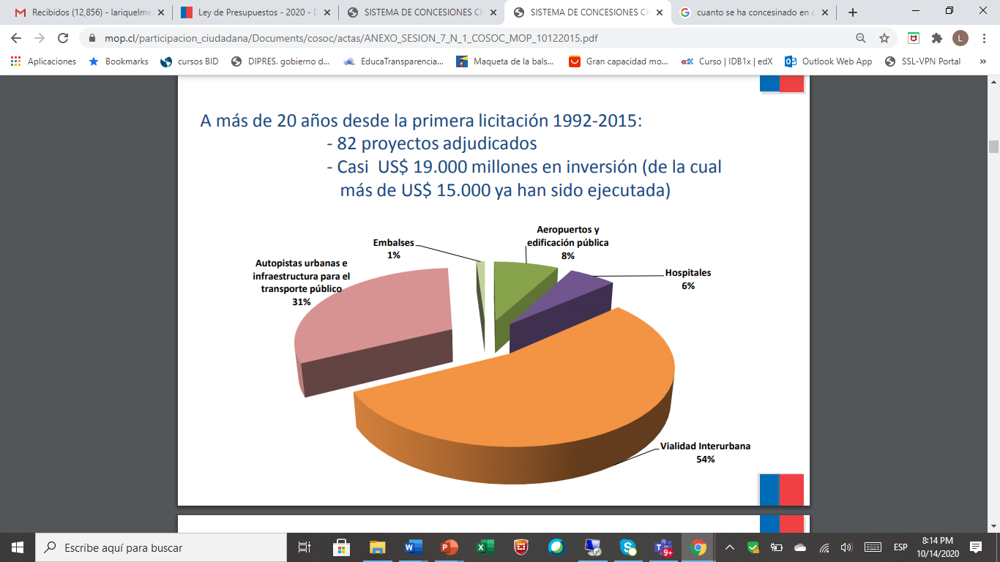 Recibidos (12,856) - lariquelme
Ley de Presupuestos - 2020 - D
SISTEMA DE CONCESIONES CH
SISTEMA DE CONCESIONES CH
cuanto se ha concesinado en c
mop.cl/participacion_ciudadana/Documents/cosoc/actas/ANEXO_SESION_7_N_1_COSOC_MOP_10122015.pdf
L
Aplicaciones
Bookmarks
cursos BID
DIPRES. gobierno d...
EducaTransparencia...
Maqueta de la bals...
Gran capacidad mo...
edX Curso | IDB1x | edX
Outlook Web App
SSL-VPN Portal
»
A más de 20 años desde la primera licitación 1992-2015:
- 82 proyectos adjudicados
- Casi US$ 19.000 millones en inversión (de la cual
más de US$ 15.000 ya han sido ejecutada)
Aeropuertos y
edificación pública
8%
Embalses
1%
Autopistas urbanas e
infraestructura para el
transporte público
31%
Hospitales
6%
Vialidad Interurbana
54%
Escribe aquí para buscar
9+
ESP
8:14 PM
10/14/2020